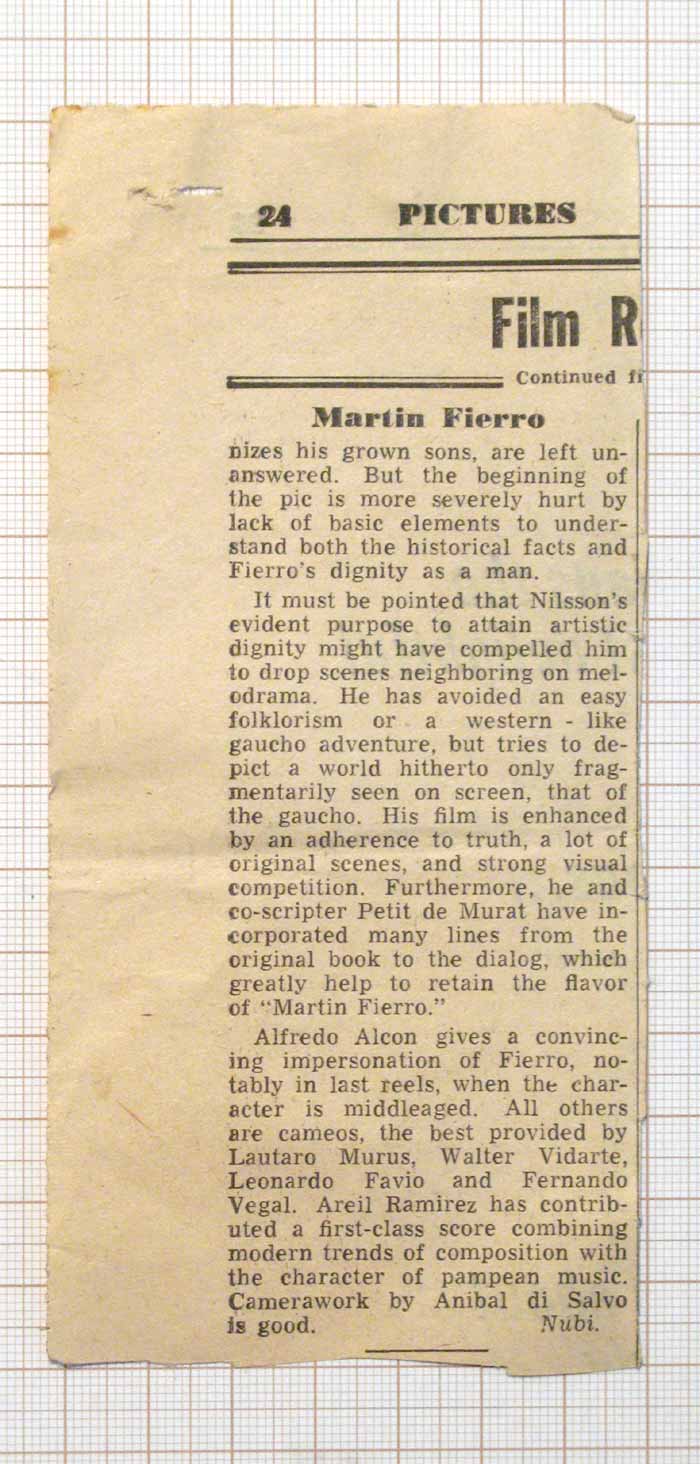 24 PICTURES
Film R
Continued fr
Martin Fierro
nizes his grown sons, are left un-
answered. But the beginning of
the pic is more severely hurt by
lack of basic elements to under-
stand both the historical facts and
Fierro's dignity as a man.
It must be pointed that Nilsson's
evident purpose to attain artistic
dignity might have compelled him
to drop scenes neighboring on mel-
odrama. He has avoided an easy
folklorism or a western - like
gaucho adventure, but tries to de-
pict a world hitherto only frag-
mentarily seen on screen, that of
the gaucho. His film is enhanced
by an adherence to truth, a lot of
original scenes, and strong visual
competition. Furthermore, he and
co-scripter Petit de Murat have in-
corporated many lines from the
original book to the dialog, which
greatly help to retain the flavor
of "Martin Fierro."
Alfredo Alcon gives a convinc-
ing impersonation of Fierro, no-
tably in last reels, when the char-
acter is middleaged. All others
are cameos, the best provided by
Lautaro Murus, Walter Vidarte,
Leonardo Favio and Fernando
Vegal. Areil Ramirez has contrib-
uted a first-class score combining
modern trends of composition with
the character of pampean music.
Camerawork by Anibal di Salvo
is good. Nubi.